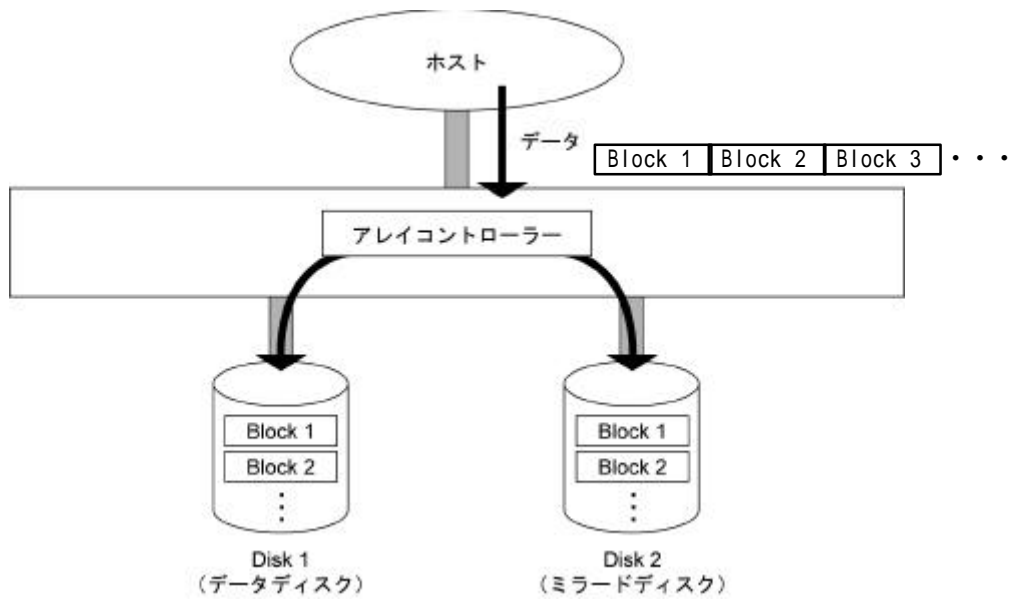 ホスト
データ
Block 1 Block 2 Block 3 ・・・
アレイコントローラー
Block 1
Block 2
Block 1
Block 2
Disk 1
（データディスク）
Disk 2
（ミラードディスク）